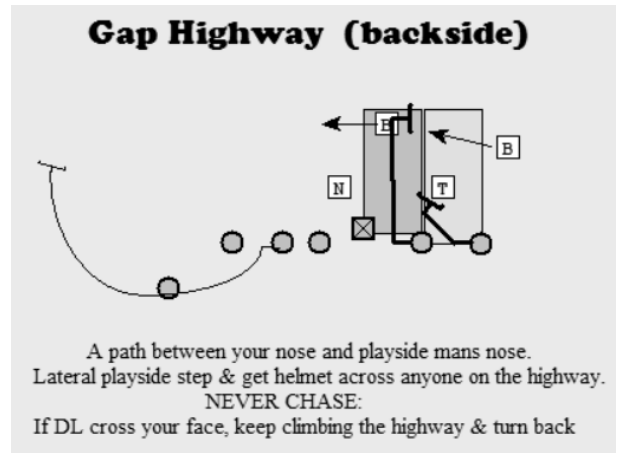 Gap Highway (backside)
B
B
N
T
A path between your nose and playside mans nose.
Lateral playside step & get helmet across anyone on the highway.
NEVER CHASE:
If DL cross your face, keep climbing the highway & turn back